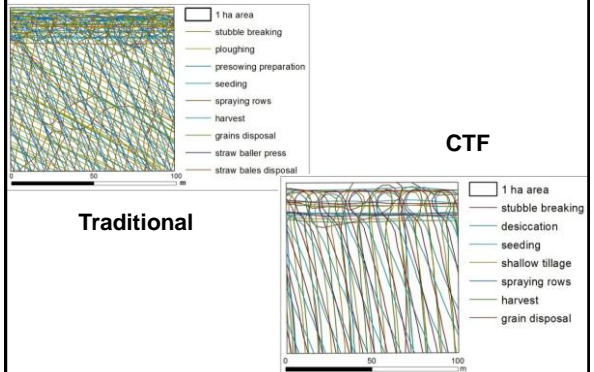 1 ha area
stubble breaking
ploughing
presowing preparation
seeding
spraying rows
harvest
grains disposal
straw baller press
straw bales disposal
0 50 100
m
Traditional
CTF
1 ha area
stubble breaking
desiccation
seeding
shallow tillage
spraying rows
harvest
grain disposal
0 50 100
m